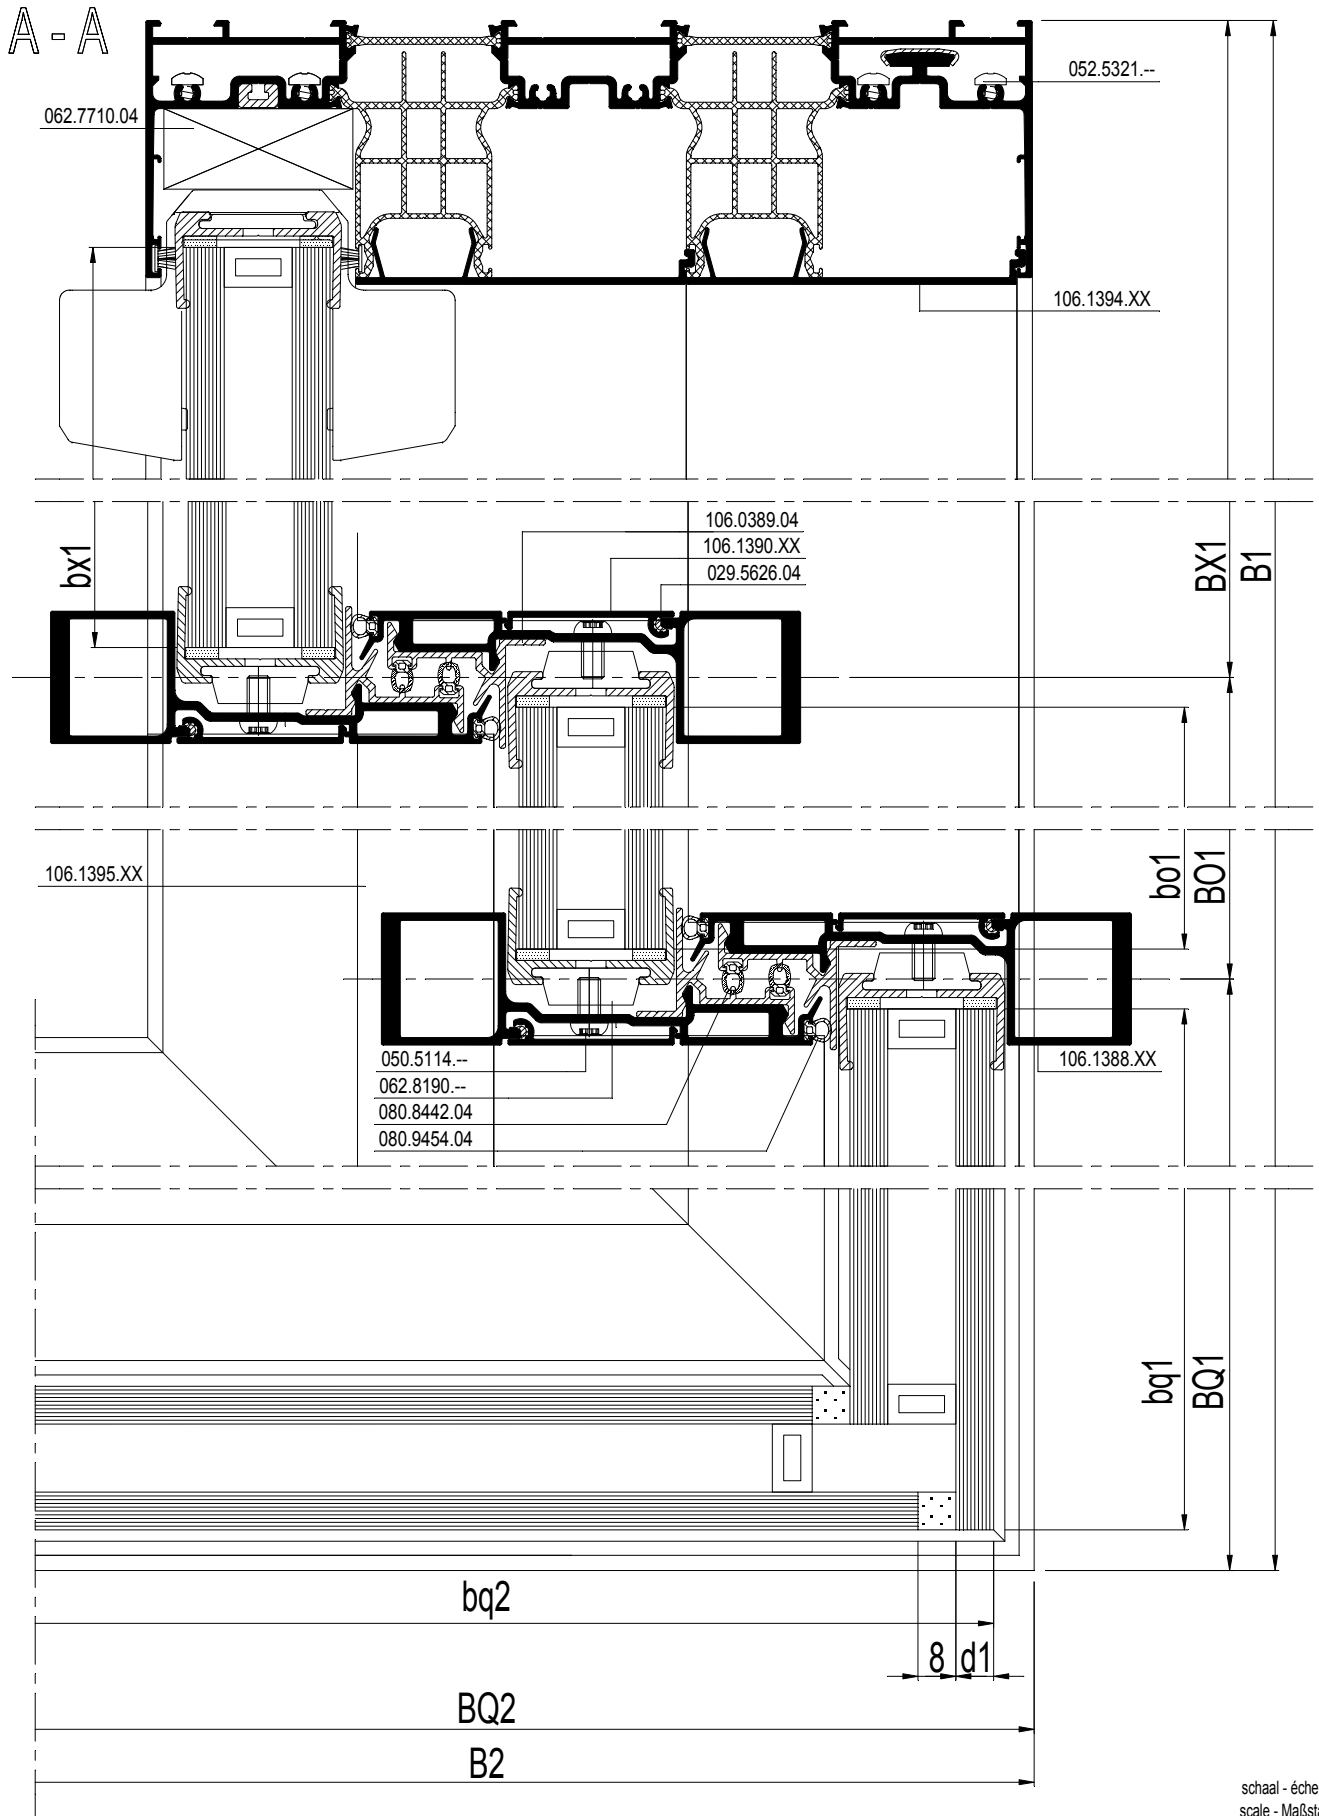 A - A
052.5321.--
062.7710.04
106.1394.XX
106.0389.04
106.1390.XX
029.5626.04
bx1
BX1
B1
106.1395.XX
bo1
BO1
050.5114.--
062.8190.--
080.8442.04
080.9454.04
106.1388.XX
bq1
BQ1
bq2
8
d1
BQ2
B2
schaal - éche
scale - Maßsta